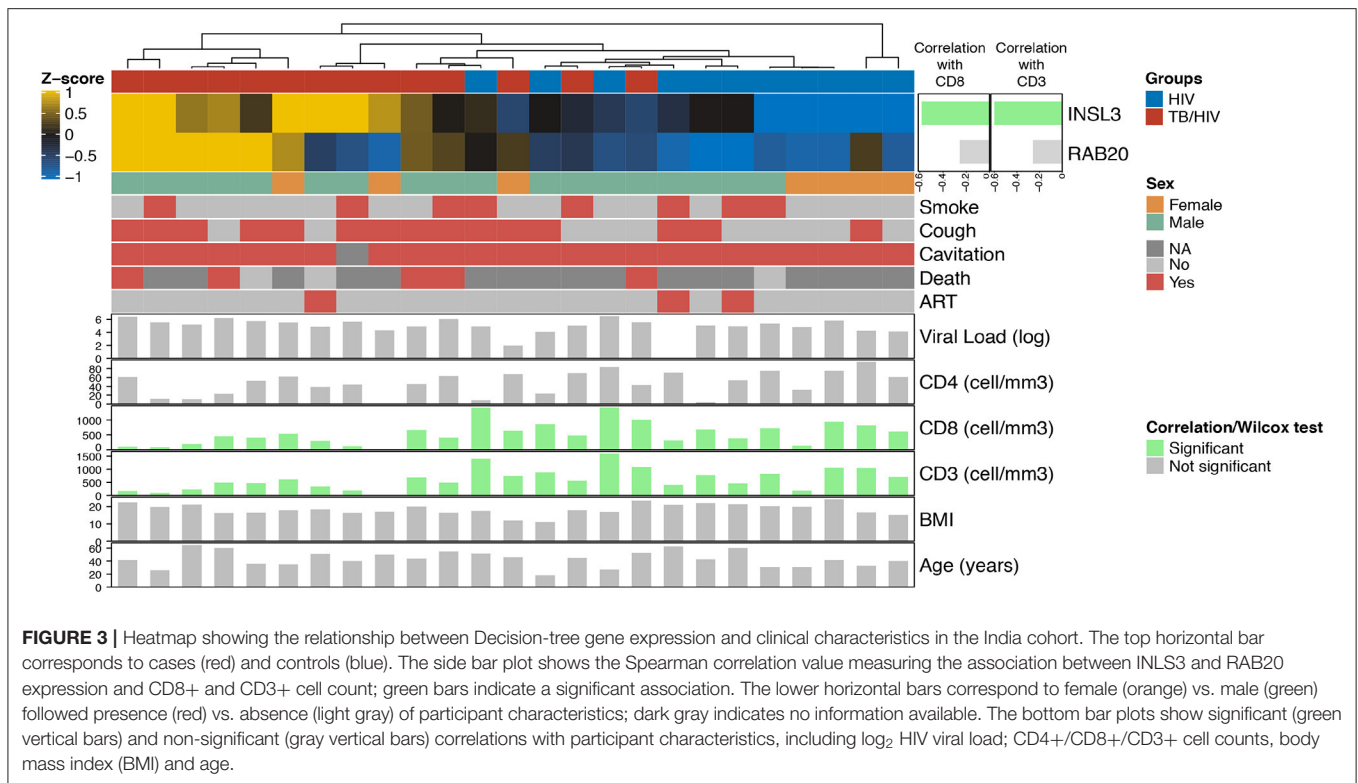 Correlation with CD8
Correlation with CD3
Z-score
1
0.5
0
−0.5
−1
INSL3
RAB20
−0.6
−0.4
−0.2
0
−0.6
−0.4
−0.2
0
Groups
HIV
TB/HIV
Sex
Female
Male
NA
No
Yes
Smoke
Cough
Cavitation
Death
ART
6
4
2
0
Viral Load (log)
80
60
40
20
0
CD4 (cell/mm3)
1000
500
0
CD8 (cell/mm3)
1500
1000
500
0
CD3 (cell/mm3)
Correlation/Wilcox test
Significant
Not significant
20
10
0
BMI
60
40
20
0
Age (years)
FIGURE 3 | Heatmap showing the relationship between Decision-tree gene expression and clinical characteristics in the India cohort. The top horizontal bar
corresponds to cases (red) and controls (blue). The side bar plot shows the Spearman correlation value measuring the association between INLS3 and RAB20
expression and CD8+ and CD3+ cell count; green bars indicate a significant association. The lower horizontal bars correspond to female (orange) vs. male (green)
followed presence (red) vs. absence (light gray) of participant characteristics; dark gray indicates no information available. The bottom bar plots show significant (green
vertical bars) and non-significant (gray vertical bars) correlations with participant characteristics, including log₂ HIV viral load; CD4+/CD8+/CD3+ cell counts, body
mass index (BMI) and age.